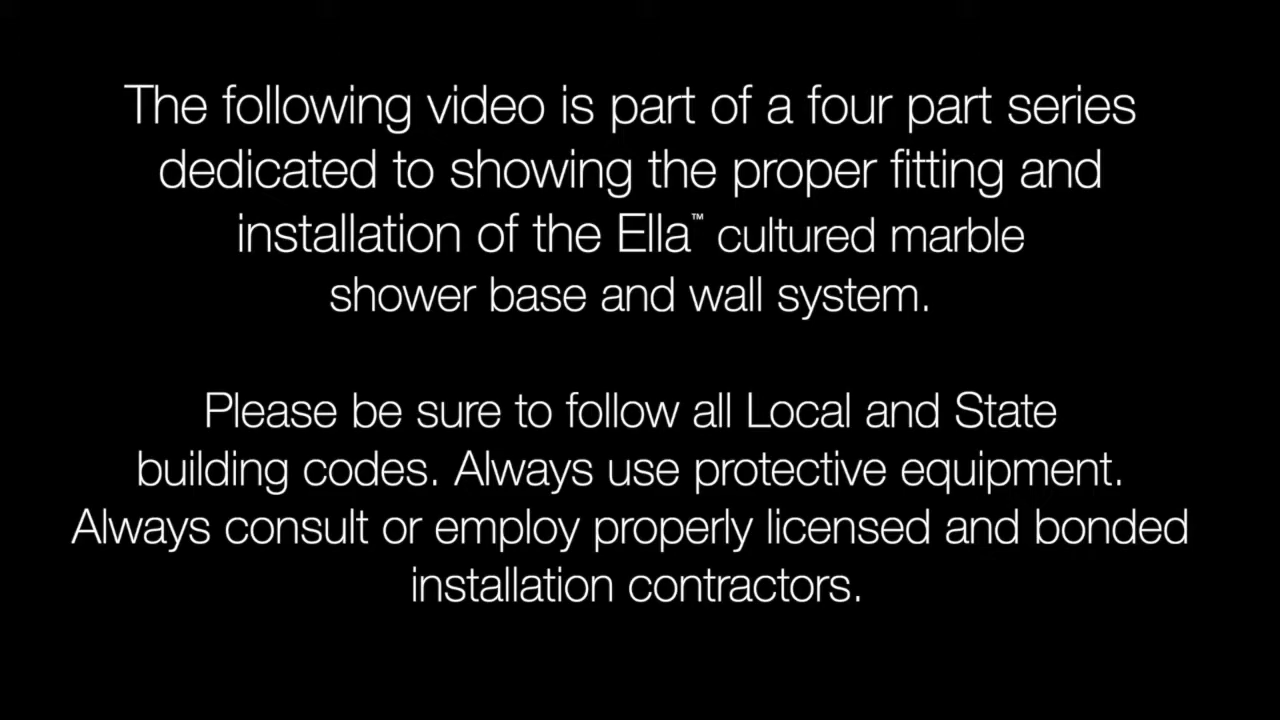 The following video is part of a four part series
dedicated to showing the proper fitting and
installation of the Ella™ cultured marble
shower base and wall system.
Please be sure to follow all Local and State
building codes. Always use protective equipment.
Always consult or employ properly licensed and bonded
installation contractors.